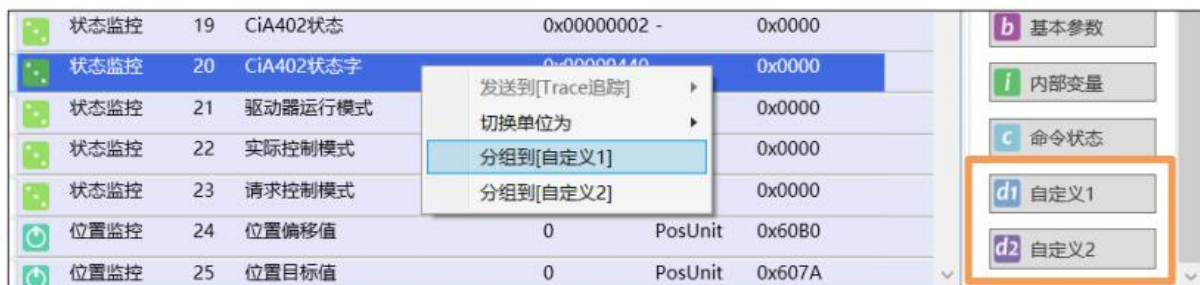 状态监控 19 CiA402状态 0x00000002 - 0x0000
状态监控 20 CiA402状态字 0x00009440 0x0000
状态监控 21 驱动器运行模式 0x0000
状态监控 22 实际控制模式 0x0000
状态监控 23 请求控制模式 0x0000
位置监控 24 位置偏移值 0 PosUnit 0x60B0
位置监控 25 位置目标值 0 PosUnit 0x607A
发送到[Trace追踪]
切换单位为
分组到[自定义1]
分组到[自定义2]
b 基本参数
i 内部变量
c 命令状态
d1 自定义1
d2 自定义2